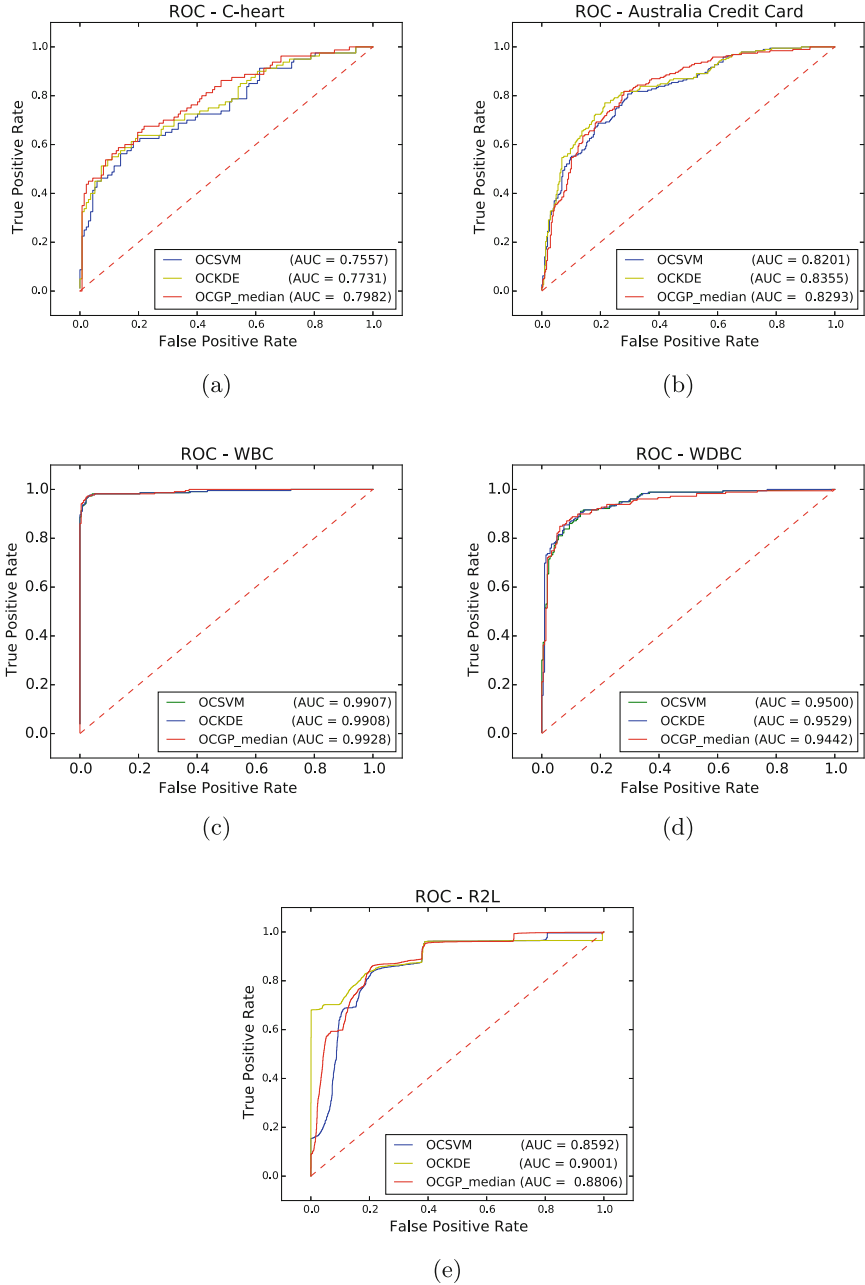 ROC - C-heart
1.0
0.8
0.6
0.4
0.2
0.0
True Positive Rate
OCSVM (AUC = 0.7557)
OCKDE (AUC = 0.7731)
OCGP_median (AUC = 0.7982)
0.0 0.2 0.4 0.6 0.8 1.0
False Positive Rate
(a)
ROC - Australia Credit Card
1.0
0.8
0.6
0.4
0.2
0.0
True Positive Rate
OCSVM (AUC = 0.8201)
OCKDE (AUC = 0.8355)
OCGP_median (AUC = 0.8293)
0.0 0.2 0.4 0.6 0.8 1.0
False Positive Rate
(b)
ROC - WBC
1.0
0.8
0.6
0.4
0.2
0.0
True Positive Rate
OCSVM (AUC = 0.9907)
OCKDE (AUC = 0.9908)
OCGP_median (AUC = 0.9928)
0.0 0.2 0.4 0.6 0.8 1.0
False Positive Rate
(c)
ROC - WDBC
1.0
0.8
0.6
0.4
0.2
0.0
True Positive Rate
OCSVM (AUC = 0.9500)
OCKDE (AUC = 0.9529)
OCGP_median (AUC = 0.9442)
0.0 0.2 0.4 0.6 0.8 1.0
False Positive Rate
(d)
ROC - R2L
1.0
0.8
0.6
0.4
0.2
0.0
True Positive Rate
OCSVM (AUC = 0.8592)
OCKDE (AUC = 0.9001)
OCGP_median (AUC = 0.8806)
0.0 0.2 0.4 0.6 0.8 1.0
False Positive Rate
(e)